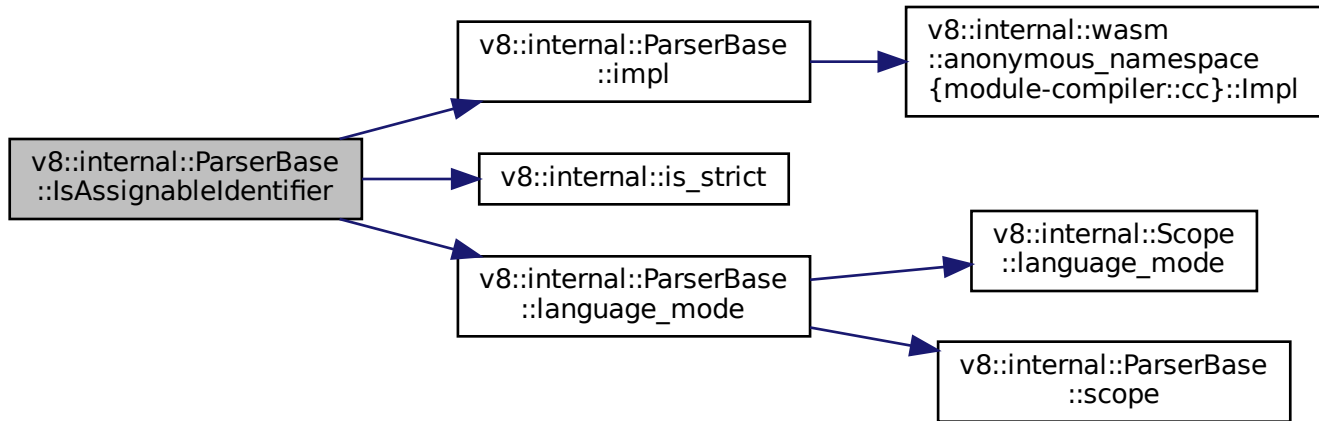 v8::internal::ParserBase
::IsAssignableIdentifier
v8::internal::ParserBase
::impl
v8::internal::wasm
::anonymous_namespace
{module-compiler::cc}::Impl
v8::internal::is_strict
v8::internal::ParserBase
::language_mode
v8::internal::Scope
::language_mode
v8::internal::ParserBase
::scope